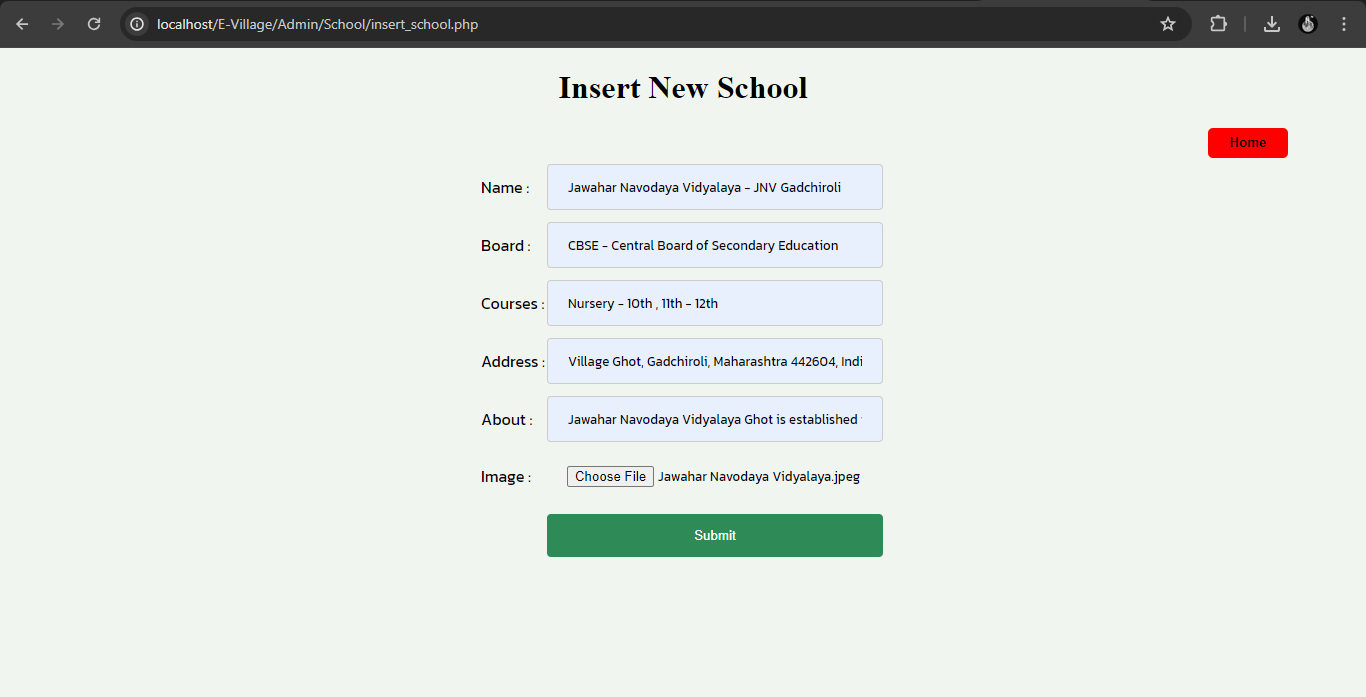 localhost/E-Village/Admin/School/insert_school.php
Insert New School
Home
Name : Jawahar Navodaya Vidyalaya - JNV Gadchiroli
Board : CBSE - Central Board of Secondary Education
Courses : Nursery - 10th , 11th - 12th
Address : Village Ghot, Gadchiroli, Maharashtra 442604, Indi
About : Jawahar Navodaya Vidyalaya Ghot is established
Image : Choose File Jawahar Navodaya Vidyalaya.jpeg
Submit